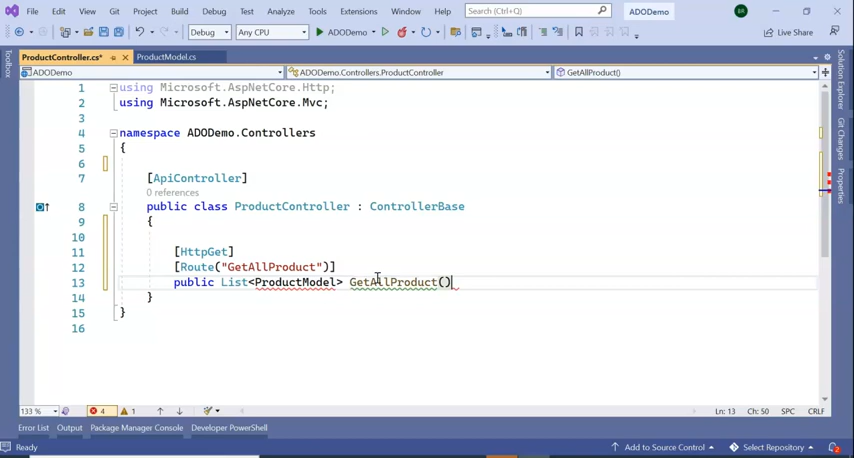 File Edit View Git Project Build Debug Test Analyze Tools Extensions Window Help Search (Ctrl+Q) ADODemo
Debug Any CPU ADODemo Live Share
ProductController.cs* ProductModel.cs
ADODemo ADODemo.Controllers.ProductController GetAllProduct()
Toolbox
Solution Explorer
Git Changes
Properties
1 using Microsoft.AspNetCore.Http;
2 using Microsoft.AspNetCore.Mvc;
3
4 namespace ADODemo.Controllers
5 {
6
7 [ApiController]
0 references
8 public class ProductController : ControllerBase
9 {
10
11 [HttpGet]
12 [Route("GetAllProduct")]
13 public List<ProductModel> GetAllProduct()
14 }
15 }
16
133 % 4 1 Ln: 13 Ch: 50 SPC CRLF
Error List Output Package Manager Console Developer PowerShell
Ready Add to Source Control Select Repository 2